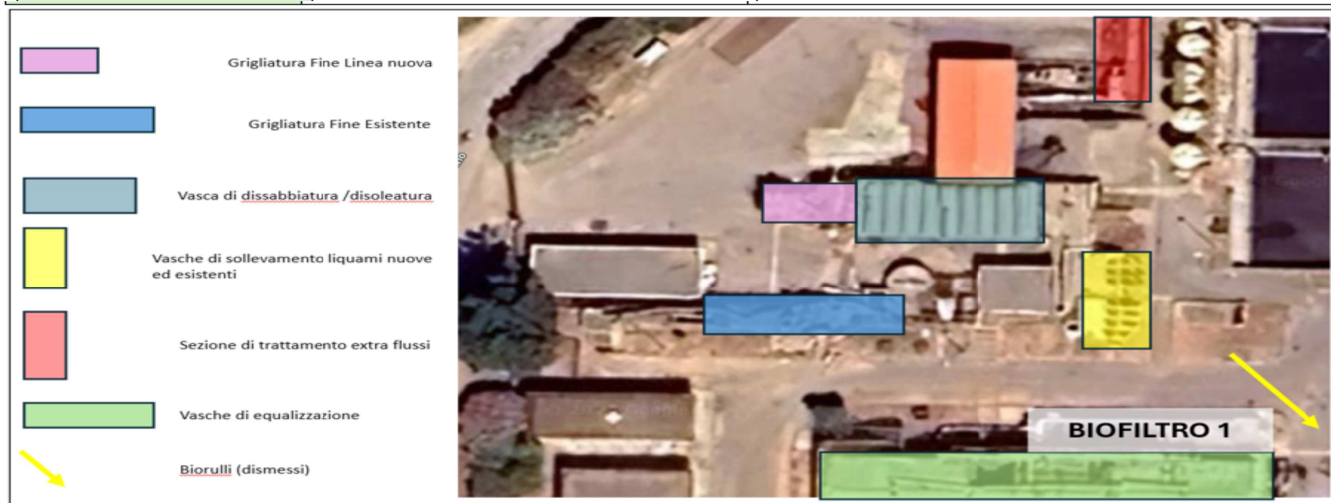 Grigliatura Fine Linea nuova
Grigliatura Fine Esistente
Vasca di dissabbiatura /disoleatura
Vasche di sollevamento liquami nuove
ed esistenti
Sezione di trattamento extra flussi
Vasche di equalizzazione
BIOFILTRO 1
Biorulli (dismessi)